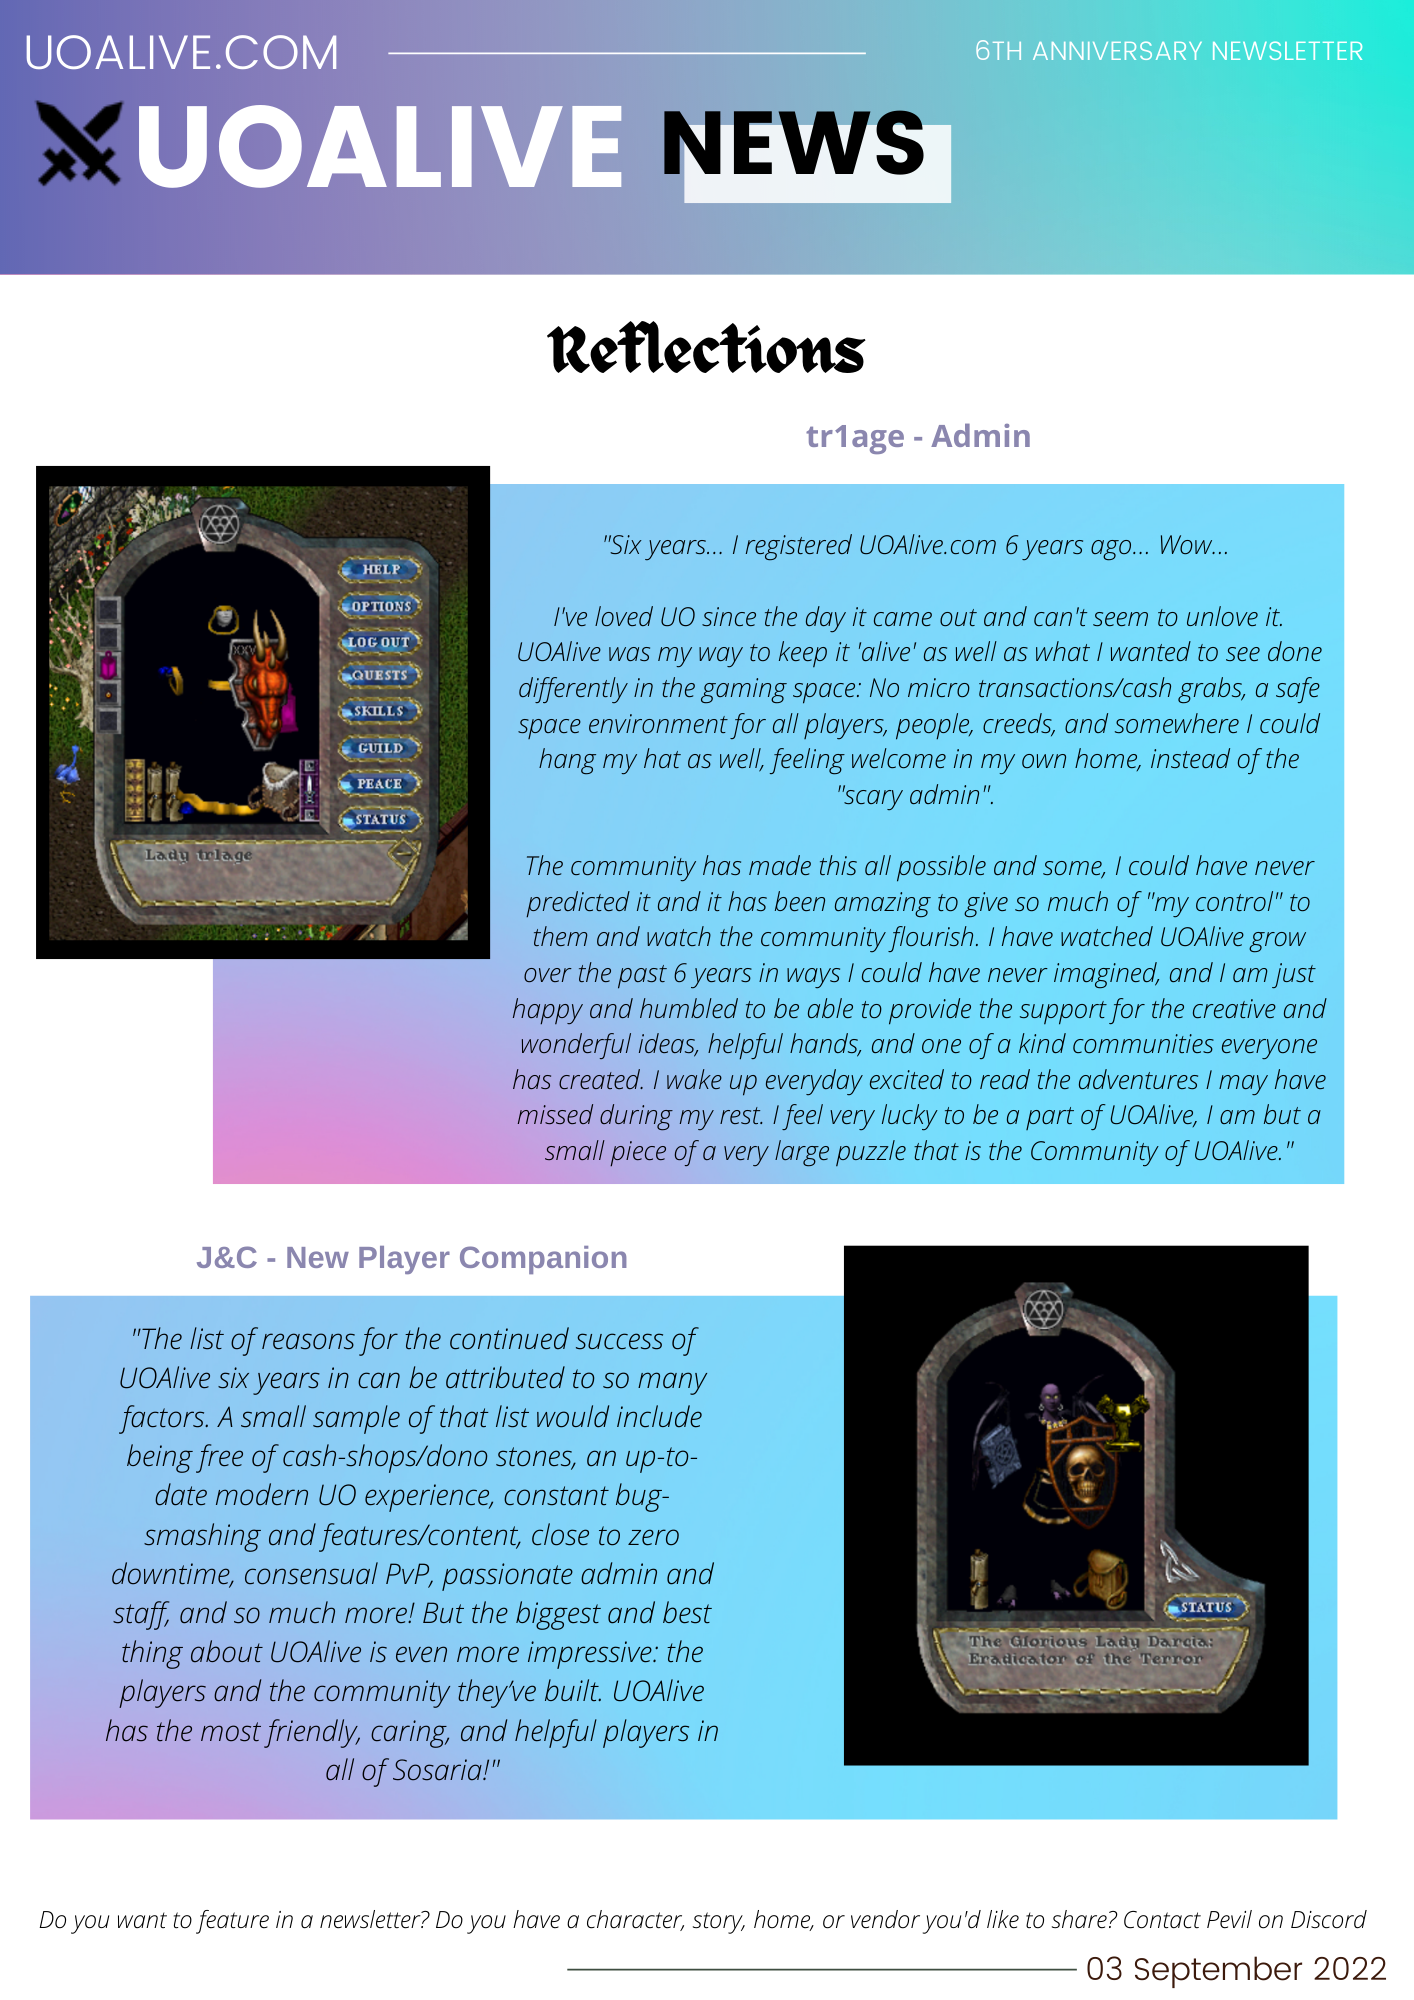 UOALIVE.COM
6TH ANNIVERSARY NEWSLETTER
UOALIVE NEWS
Reflections
tr1age - Admin
HELP
OPTIONS
LOG OUT
QUESTS
SKILLS
GUILD
PEACE
STATUS
Lady tr1age
"Six years... I registered UOAlive.com 6 years ago... Wow...
I've loved UO since the day it came out and can't seem to unlove it.
UOAlive was my way to keep it 'alive' as well as what I wanted to see done
differently in the gaming space: No micro transactions/cash grabs, a safe
space environment for all players, people, creeds, and somewhere I could
hang my hat as well, feeling welcome in my own home, instead of the
"scary admin".
The community has made this all possible and some, I could have never
predicted it and it has been amazing to give so much of "my control" to
them and watch the community flourish. I have watched UOAlive grow
over the past 6 years in ways I could have never imagined, and I am just
happy and humbled to be able to provide the support for the creative and
wonderful ideas, helpful hands, and one of a kind communities everyone
has created. I wake up everyday excited to read the adventures I may have
missed during my rest. I feel very lucky to be a part of UOAlive, I am but a
small piece of a very large puzzle that is the Community of UOAlive."
J&C - New Player Companion
"The list of reasons for the continued success of
UOAlive six years in can be attributed to so many
factors. A small sample of that list would include
being free of cash-shops/dono stones, an up-to-
date modern UO experience, constant bug-
smashing and features/content, close to zero
downtime, consensual PvP, passionate admin and
staff, and so much more! But the biggest and best
thing about UOAlive is even more impressive: the
players and the community they’ve built. UOAlive
has the most friendly, caring, and helpful players in
all of Sosaria!"
STATUS
The Glorious Lady Darcia:
Eradicator of the Terror
Do you want to feature in a newsletter? Do you have a character, story, home, or vendor you'd like to share? Contact Pevil on Discord
03 September 2022